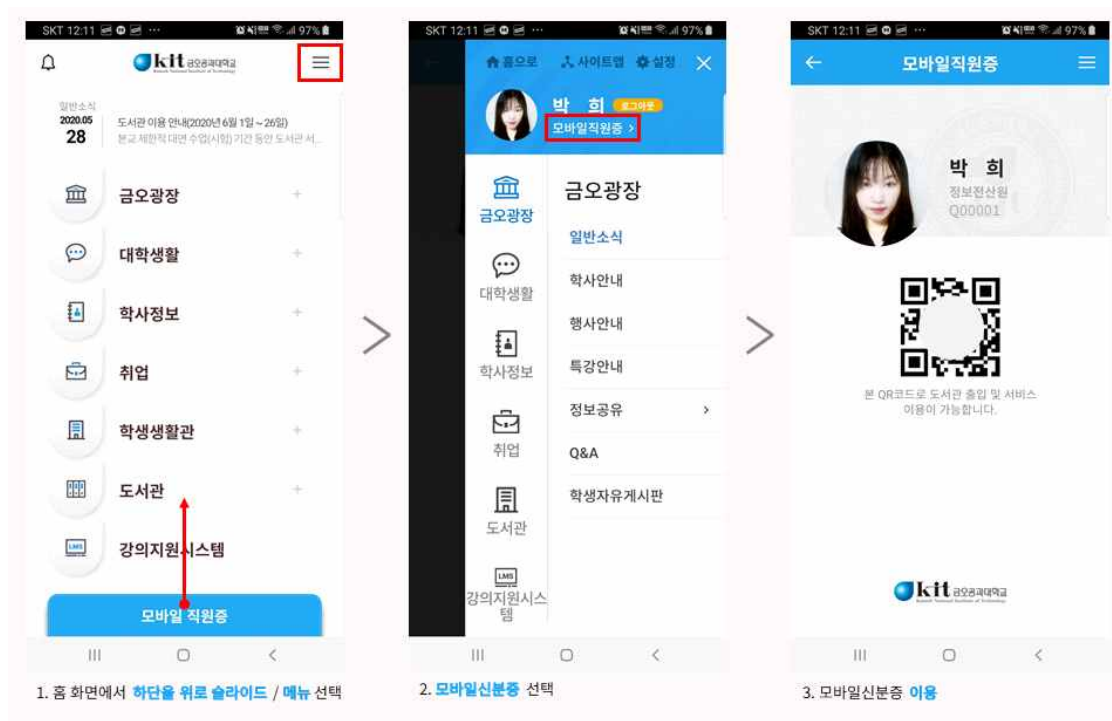 SKT 12:11
97%
kit 금오공과대학교
일반소식
2020.05
28
도서관 이용 안내(2020년 6월 1일 ~ 26일)
본교 제한적 대면 수업(시험) 기간 동안 도서관 서...
금오광장
대학생활
학사정보
취업
학생생활관
도서관
LMS
강의지원시스템
모바일 직원증
1. 홈 화면에서 하단을 위로 슬라이드 / 메뉴 선택
SKT 12:11
97%
홈으로 사이트맵 설정
박 희 로그아웃
모바일직원증 >
금오광장
대학생활
학사정보
취업
도서관
LMS
강의지원시스
템
금오광장
일반소식
학사안내
행사안내
특강안내
정보공유
Q&A
학생자유게시판
2. 모바일신분증 선택
SKT 12:11
97%
모바일직원증
박 희
정보전산원
Q00001
본 QR코드로 도서관 출입 및 서비스
이용이 가능합니다.
kit 금오공과대학교
3. 모바일신분증 이용